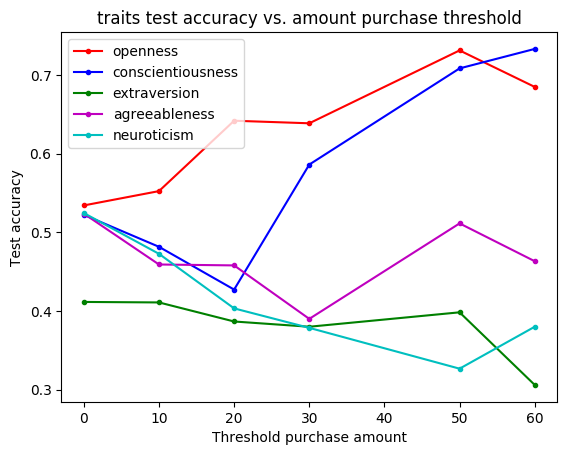 traits test accuracy vs. amount purchase threshold
openness
conscientiousness
extraversion
agreeableness
neuroticism
Test accuracy
0.7
0.6
0.5
0.4
0.3
0 10 20 30 40 50 60
Threshold purchase amount